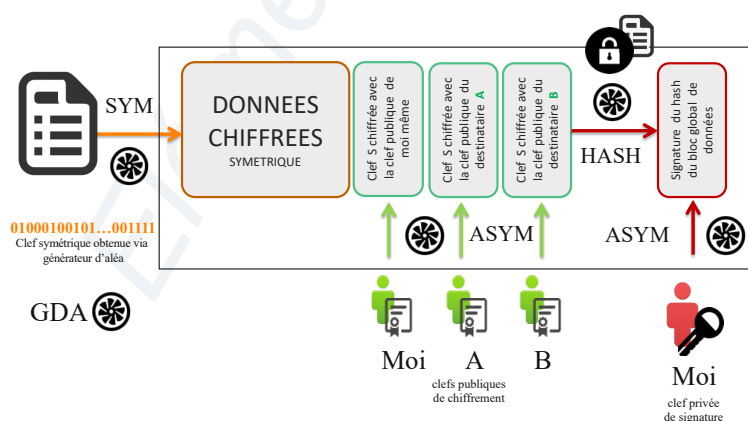 SYM
DONNEES
CHIFFREES
SYMETRIQUE
Clef S chiffrée avec
la clef publique de
moi même
Clef S chiffrée avec
la clef publique du
destinataire A
Clef S chiffrée avec
la clef publique du
destinataire B
HASH
Signature du hash
du bloc global de
données
01000100101…001111
Clef symétrique obtenue via
générateur d'aléa
ASYM
ASYM
GDA
Moi
A
B
clefs publiques
de chiffrement
Moi
clef privée
de signature